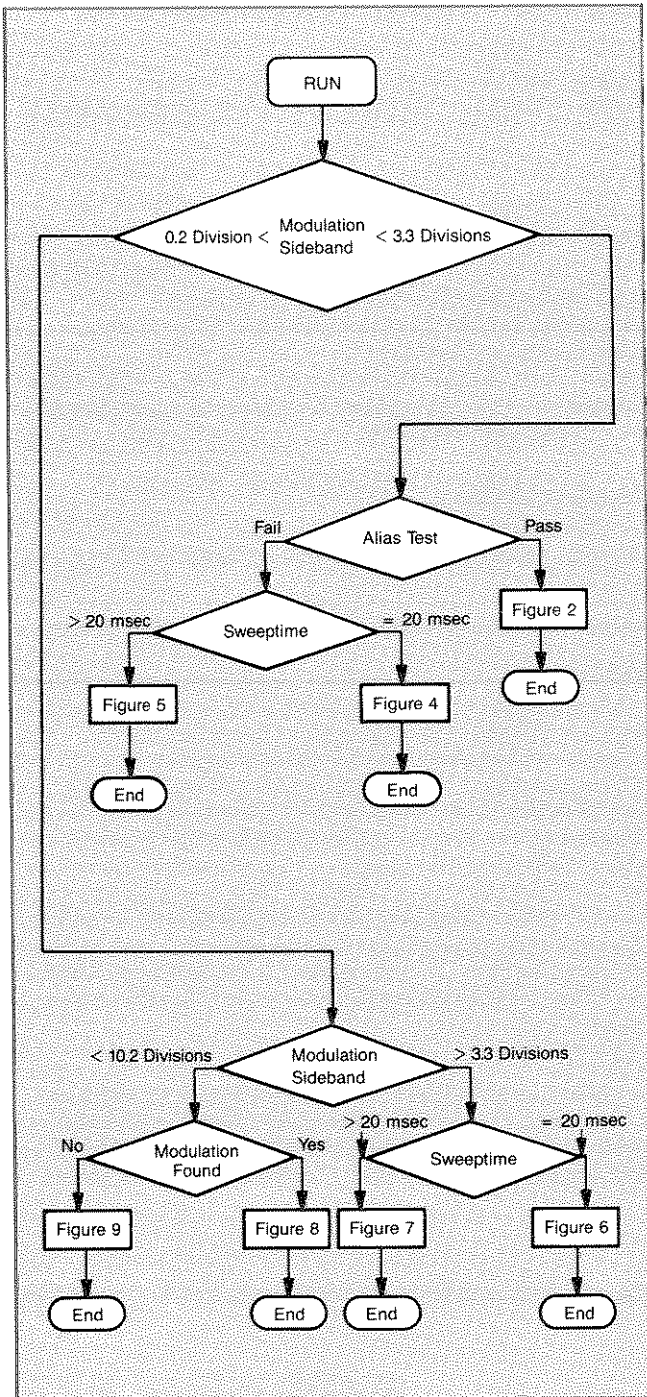 RUN
0.2 Division < Modulation Sideband < 3.3 Divisions
Fail
Alias Test
Pass
> 20 msec
Sweeptime
= 20 msec
Figure 2
Figure 5
Figure 4
End
End
End
< 10.2 Divisions
Modulation
Sideband
> 3.3 Divisions
No
Modulation
Found
Yes
> 20 msec
Sweeptime
= 20 msec
Figure 9
Figure 8
Figure 7
Figure 6
End
End
End
End